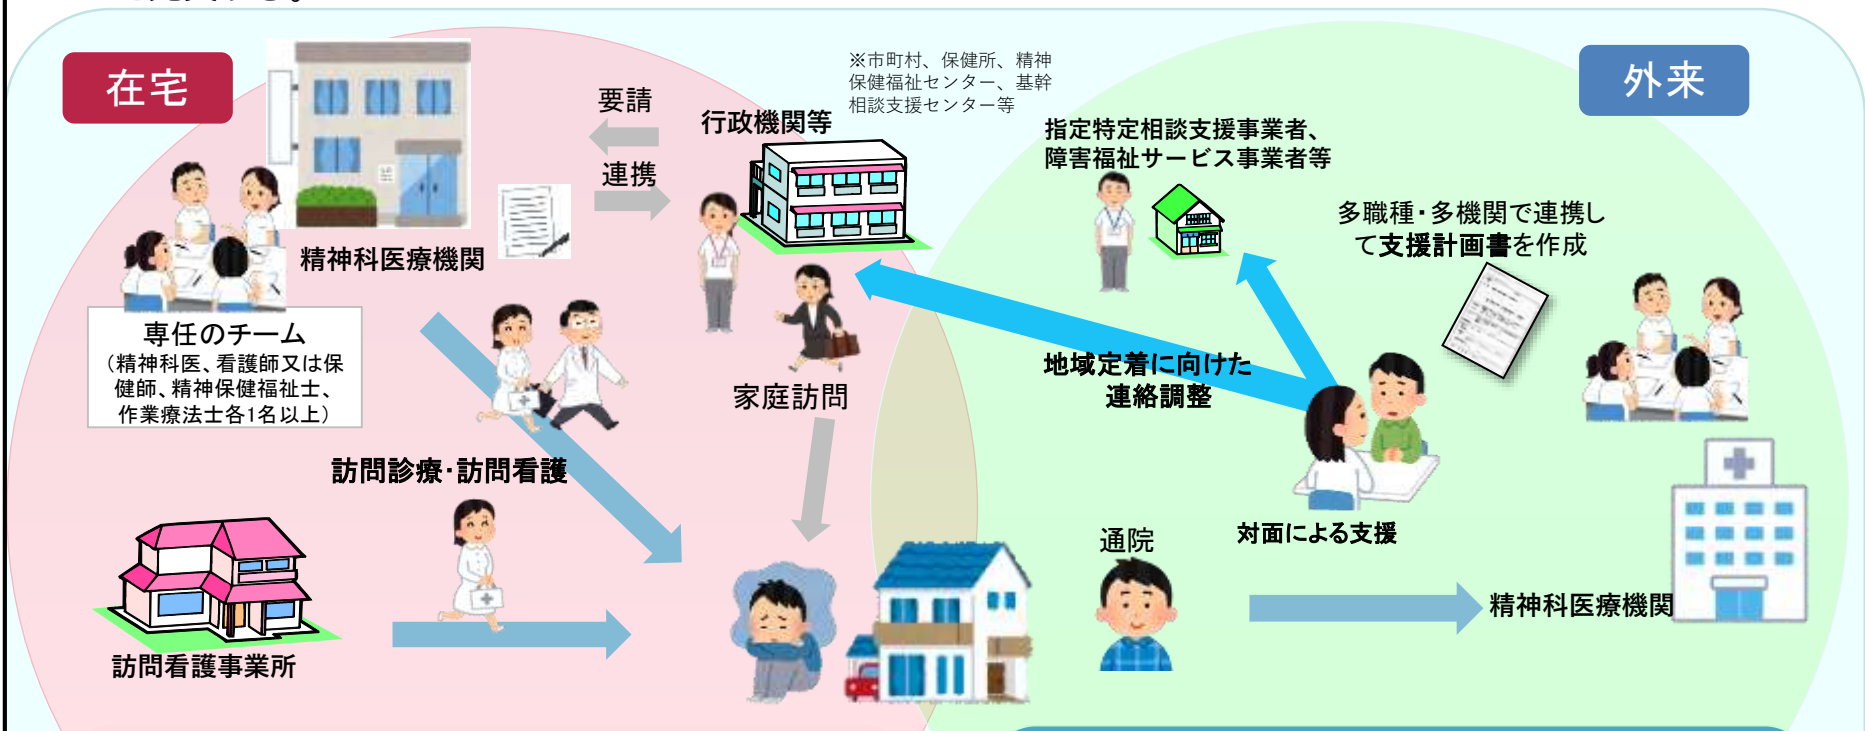 在宅
外来
※市町村、保健所、精神
保健福祉センター、基幹
相談支援センター等
要請
連携
行政機関等
指定特定相談支援事業者、
障害福祉サービス事業者等
多職種・多機関で連携し
て支援計画書を作成
精神科医療機関
専任のチーム
(精神科医、看護師又は保
健師、精神保健福祉士、
作業療法士各1名以上)
家庭訪問
地域定着に向けた
連絡調整
訪問診療・訪問看護
対面による支援
通院
精神科医療機関
訪問看護事業所